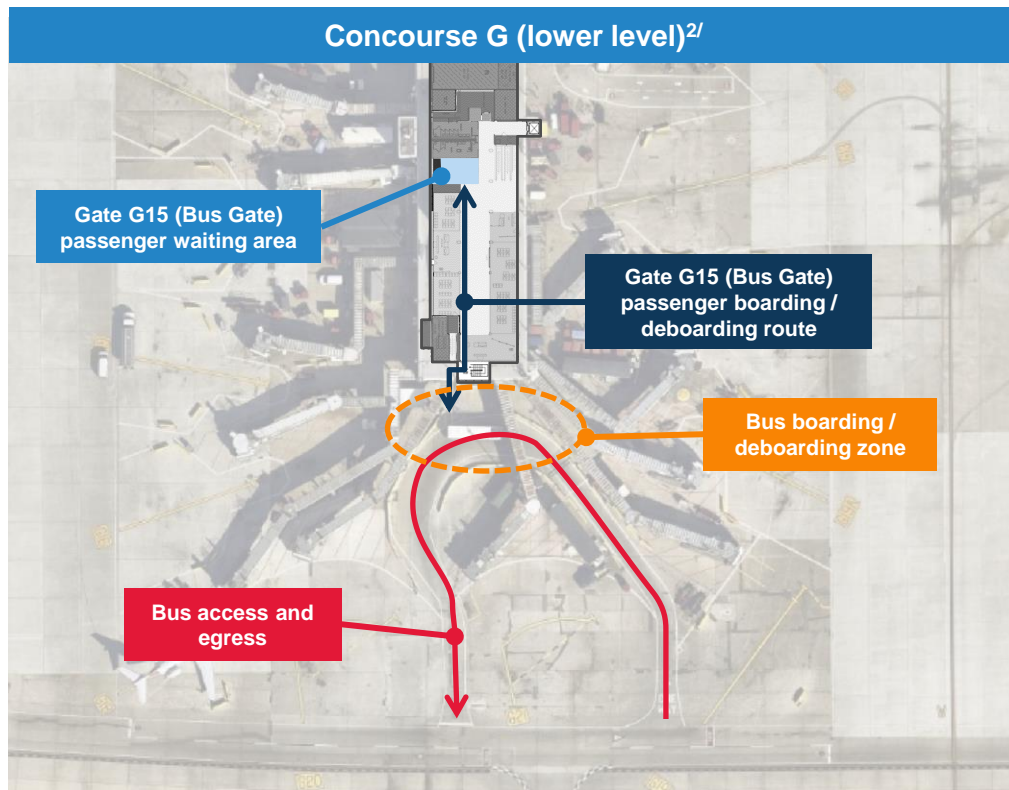 Concourse G (lower level)2/
Gate G15 (Bus Gate)
passenger waiting area
Gate G15 (Bus Gate)
passenger boarding /
deboarding route
Bus boarding /
deboarding zone
Bus access and
egress
G20